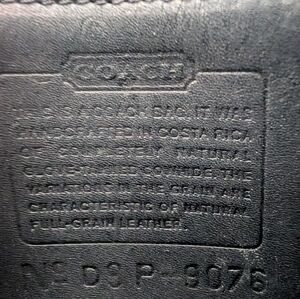 COACH
THIS IS A COACH BAG. IT WAS
HANDCRAFTED IN COSTA RICA
OF COMPLETELY NATURAL
GLOVE-TANNED COWHIDE. THE
VARIATIONS IN THE GRAIN ARE
CHARACTERISTIC OF NATURAL
FULL-GRAIN LEATHER.
Nº D9P-9076